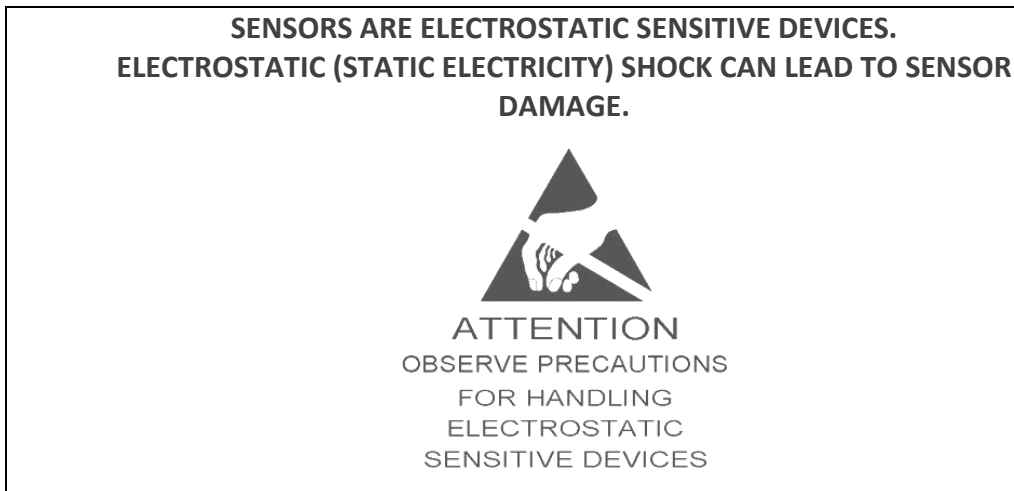 SENSORS ARE ELECTROSTATIC SENSITIVE DEVICES.
ELECTROSTATIC (STATIC ELECTRICITY) SHOCK CAN LEAD TO SENSOR
DAMAGE.
ATTENTION
OBSERVE PRECAUTIONS
FOR HANDLING
ELECTROSTATIC
SENSITIVE DEVICES